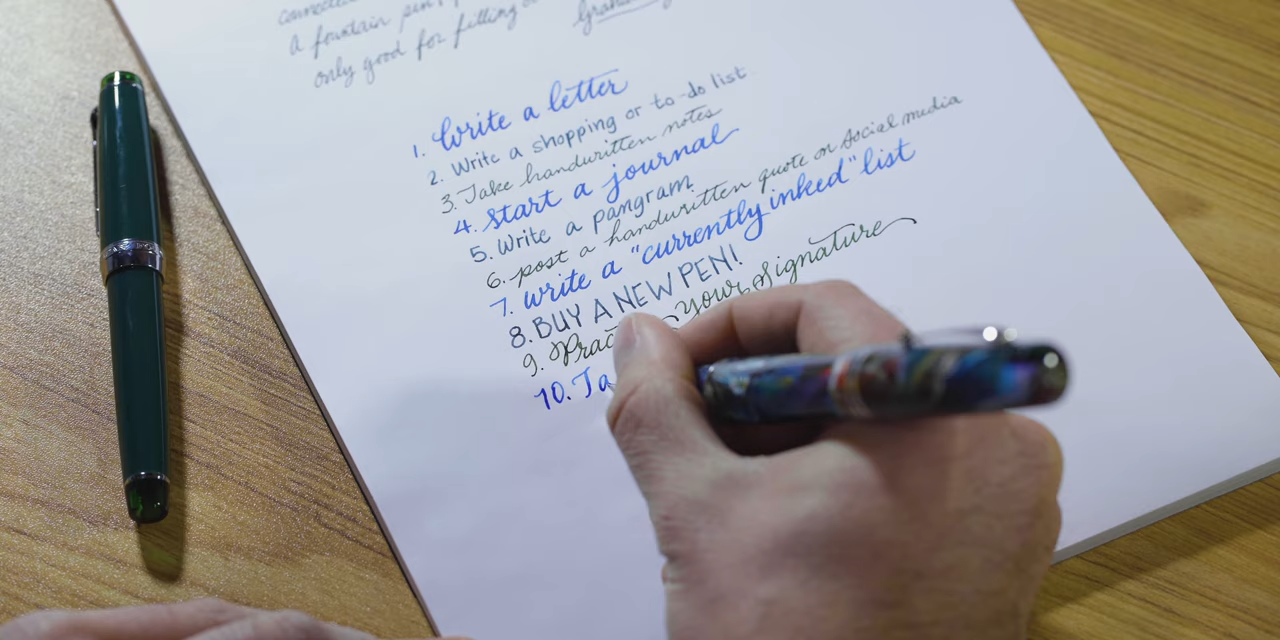 a fountain pen
only good for filling
1. Write a letter
2. Write a shopping or to-do list
3. Take handwritten notes
4. start a journal
5. Write a pangram
6. post a handwritten quote on social media
7. write a "currently inked" list
8. BUY A NEW PEN!
9. your signature
10. Ta